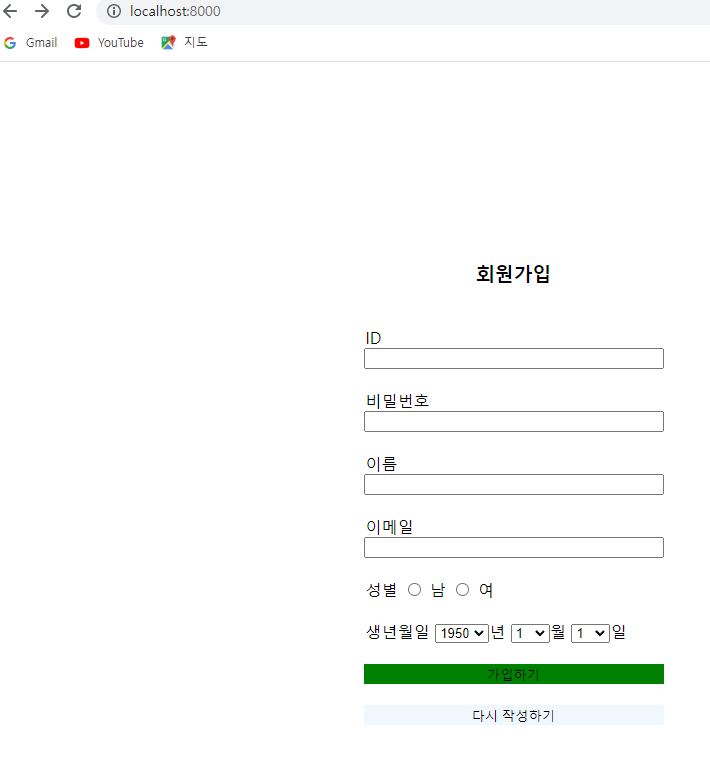 localhost:8000
Gmail YouTube 지도
회원가입
ID
비밀번호
이름
이메일
성별 남 여
생년월일 1950 년 1 월 1 일
가입하기
다시 작성하기